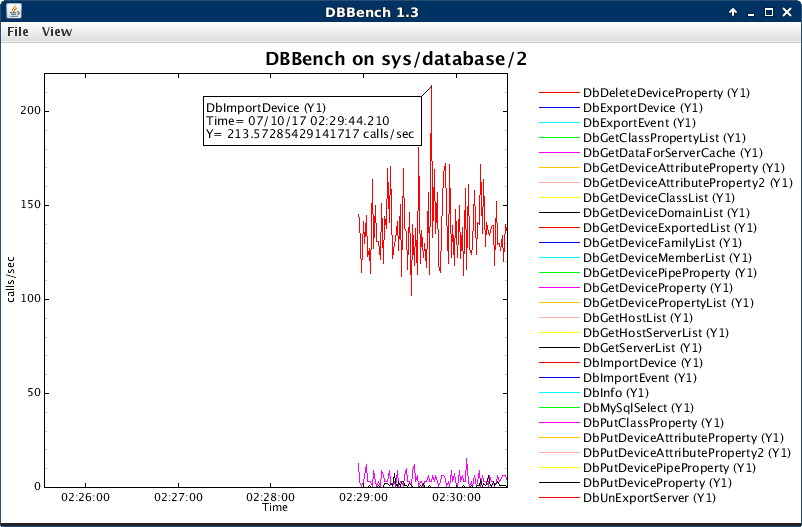 DBBench 1.3
File View
DBBench on sys/database/2
200
150
100
50
0
calls/sec
DbImportDevice (Y1)
Time= 07/10/17 02:29:44.210
Y= 213.57285429141717 calls/sec
02:26:00 02:27:00 02:28:00 02:29:00 02:30:00
Time
DbDeleteDeviceProperty (Y1)
DbExportDevice (Y1)
DbExportEvent (Y1)
DbGetClassPropertyList (Y1)
DbGetDataForServerCache (Y1)
DbGetDeviceAttributeProperty (Y1)
DbGetDeviceAttributeProperty2 (Y1)
DbGetDeviceClassList (Y1)
DbGetDeviceDomainList (Y1)
DbGetDeviceExportedList (Y1)
DbGetDeviceFamilyList (Y1)
DbGetDeviceMemberList (Y1)
DbGetDevicePipeProperty (Y1)
DbGetDeviceProperty (Y1)
DbGetDevicePropertyList (Y1)
DbGetHostList (Y1)
DbGetHostServerList (Y1)
DbGetServerList (Y1)
DbImportDevice (Y1)
DbImportEvent (Y1)
DbInfo (Y1)
DbMySqlSelect (Y1)
DbPutClassProperty (Y1)
DbPutDeviceAttributeProperty (Y1)
DbPutDeviceAttributeProperty2 (Y1)
DbPutDevicePipeProperty (Y1)
DbPutDeviceProperty (Y1)
DbUnExportServer (Y1)